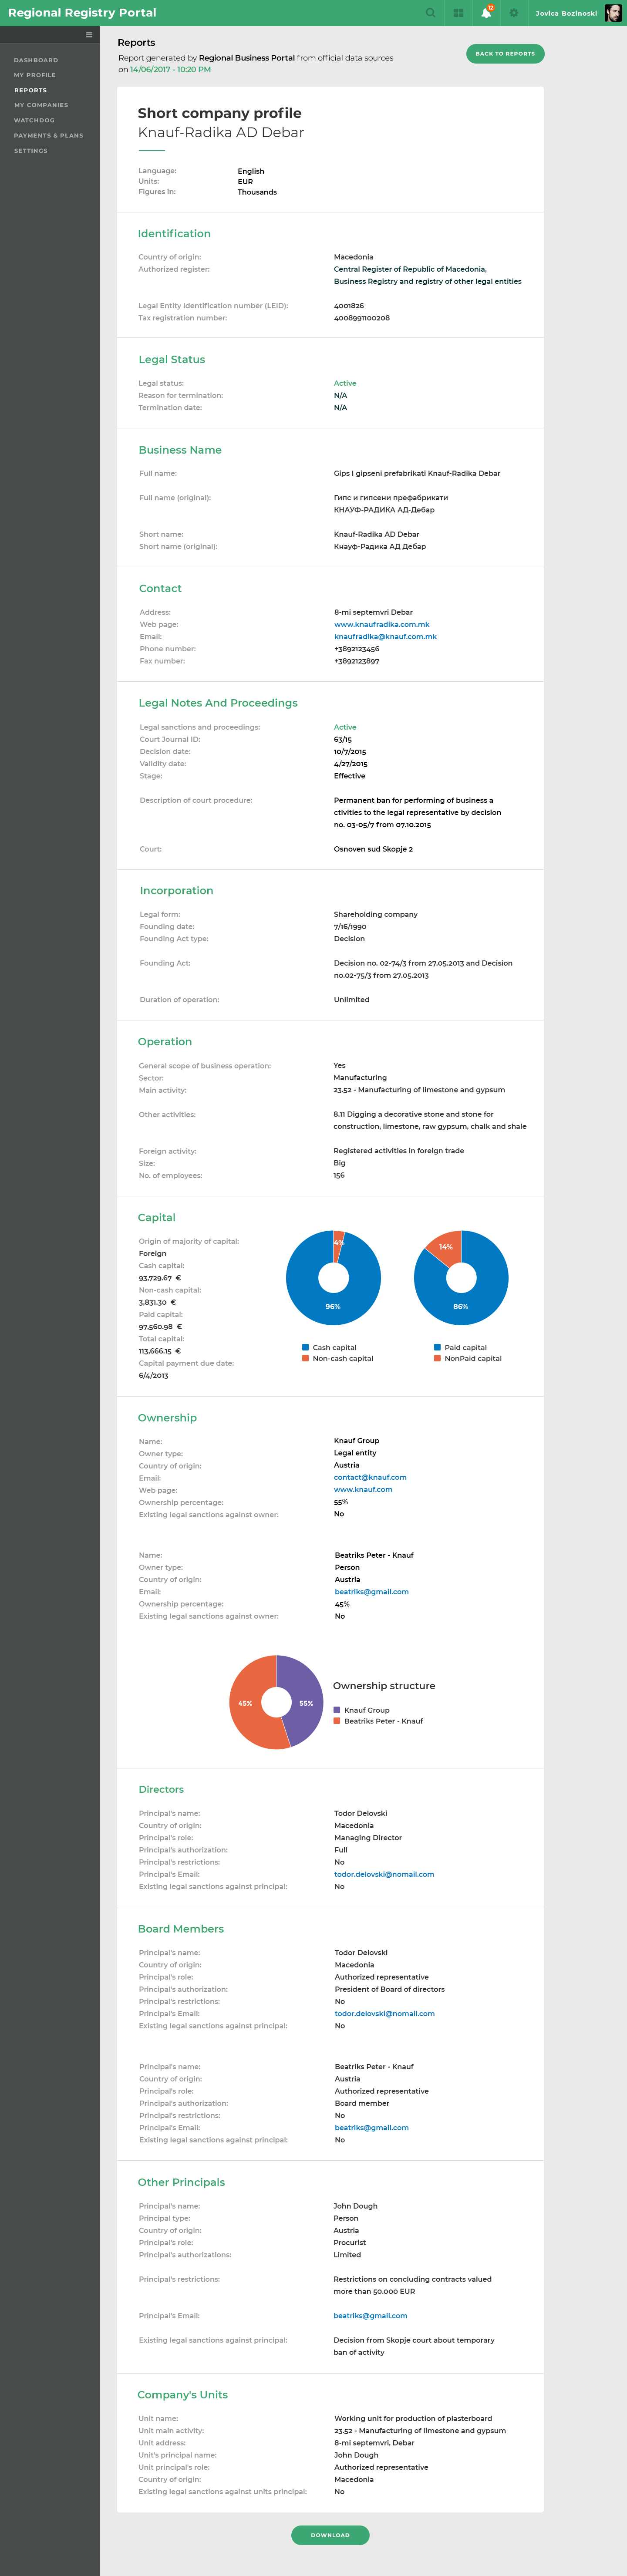 Regional Registry Portal
12
Jovica Bozinoski
DASHBOARD
MY PROFILE
REPORTS
MY COMPANIES
WATCHDOG
PAYMENTS & PLANS
SETTINGS
Reports
Report generated by Regional Business Portal from official data sources
on 14/06/2017 - 10:20 PM
BACK TO REPORTS
Short company profile
Knauf-Radika AD Debar
Language: English
Units: EUR
Figures in: Thousands
Identification
Country of origin: Macedonia
Authorized register: Central Register of Republic of Macedonia,
Business Registry and registry of other legal entities
Legal Entity Identification number (LEID): 4001826
Tax registration number: 4008991100208
Legal Status
Legal status: Active
Reason for termination: N/A
Termination date: N/A
Business Name
Full name: Gips I gipseni prefabrikati Knauf-Radika Debar
Full name (original): Гипс и гипсени префабрикати
КНАУФ-РАДИКА АД-Дебар
Short name: Knauf-Radika AD Debar
Short name (original): Кнауф-Радика АД Дебар
Contact
Address: 8-mi septemvri Debar
Web page: www.knaufradika.com.mk
Email: knaufradika@knauf.com.mk
Phone number: +3892123456
Fax number: +3892123897
Legal Notes And Proceedings
Legal sanctions and proceedings: Active
Court Journal ID: 63/15
Decision date: 10/7/2015
Validity date: 4/27/2015
Stage: Effective
Description of court procedure: Permanent ban for performing of business a
ctivities to the legal representative by decision
no. 03-05/7 from 07.10.2015
Court: Osnoven sud Skopje 2
Incorporation
Legal form: Shareholding company
Founding date: 7/16/1990
Founding Act type: Decision
Founding Act: Decision no. 02-74/3 from 27.05.2013 and Decision
no.02-75/3 from 27.05.2013
Duration of operation: Unlimited
Operation
General scope of business operation: Yes
Sector: Manufacturing
Main activity: 23.52 - Manufacturing of limestone and gypsum
Other activities: 8.11 Digging a decorative stone and stone for
construction, limestone, raw gypsum, chalk and shale
Foreign activity: Registered activities in foreign trade
Size: Big
No. of employees: 156
Capital
Origin of majority of capital:
Foreign
Cash capital:
93,729.67 €
Non-cash capital:
3,831.30 €
Paid capital:
97,560.98 €
Total capital:
113,666.15 €
Capital payment due date:
6/4/2013
4%
96%
Cash capital
Non-cash capital
14%
86%
Paid capital
NonPaid capital
Ownership
Name: Knauf Group
Owner type: Legal entity
Country of origin: Austria
Email: contact@knauf.com
Web page: www.knauf.com
Ownership percentage: 55%
Existing legal sanctions against owner: No
Name: Beatriks Peter - Knauf
Owner type: Person
Country of origin: Austria
Email: beatriks@gmail.com
Ownership percentage: 45%
Existing legal sanctions against owner: No
45%
55%
Ownership structure
Knauf Group
Beatriks Peter - Knauf
Directors
Principal's name: Todor Delovski
Country of origin: Macedonia
Principal's role: Managing Director
Principal's authorization: Full
Principal's restrictions: No
Principal's Email: todor.delovski@nomail.com
Existing legal sanctions against principal: No
Board Members
Principal's name: Todor Delovski
Country of origin: Macedonia
Principal's role: Authorized representative
Principal's authorization: President of Board of directors
Principal's restrictions: No
Principal's Email: todor.delovski@nomail.com
Existing legal sanctions against principal: No
Principal's name: Beatriks Peter - Knauf
Country of origin: Austria
Principal's role: Authorized representative
Principal's authorization: Board member
Principal's restrictions: No
Principal's Email: beatriks@gmail.com
Existing legal sanctions against principal: No
Other Principals
Principal's name: John Dough
Principal type: Person
Country of origin: Austria
Principal's role: Procurist
Principal's authorizations: Limited
Principal's restrictions: Restrictions on concluding contracts valued
more than 50.000 EUR
Principal's Email: beatriks@gmail.com
Existing legal sanctions against principal: Decision from Skopje court about temporary
ban of activity
Company's Units
Unit name: Working unit for production of plasterboard
Unit main activity: 23.52 - Manufacturing of limestone and gypsum
Unit address: 8-mi septemvri, Debar
Unit's principal name: John Dough
Unit principal's role: Authorized representative
Country of origin: Macedonia
Existing legal sanctions against units principal: No
DOWNLOAD